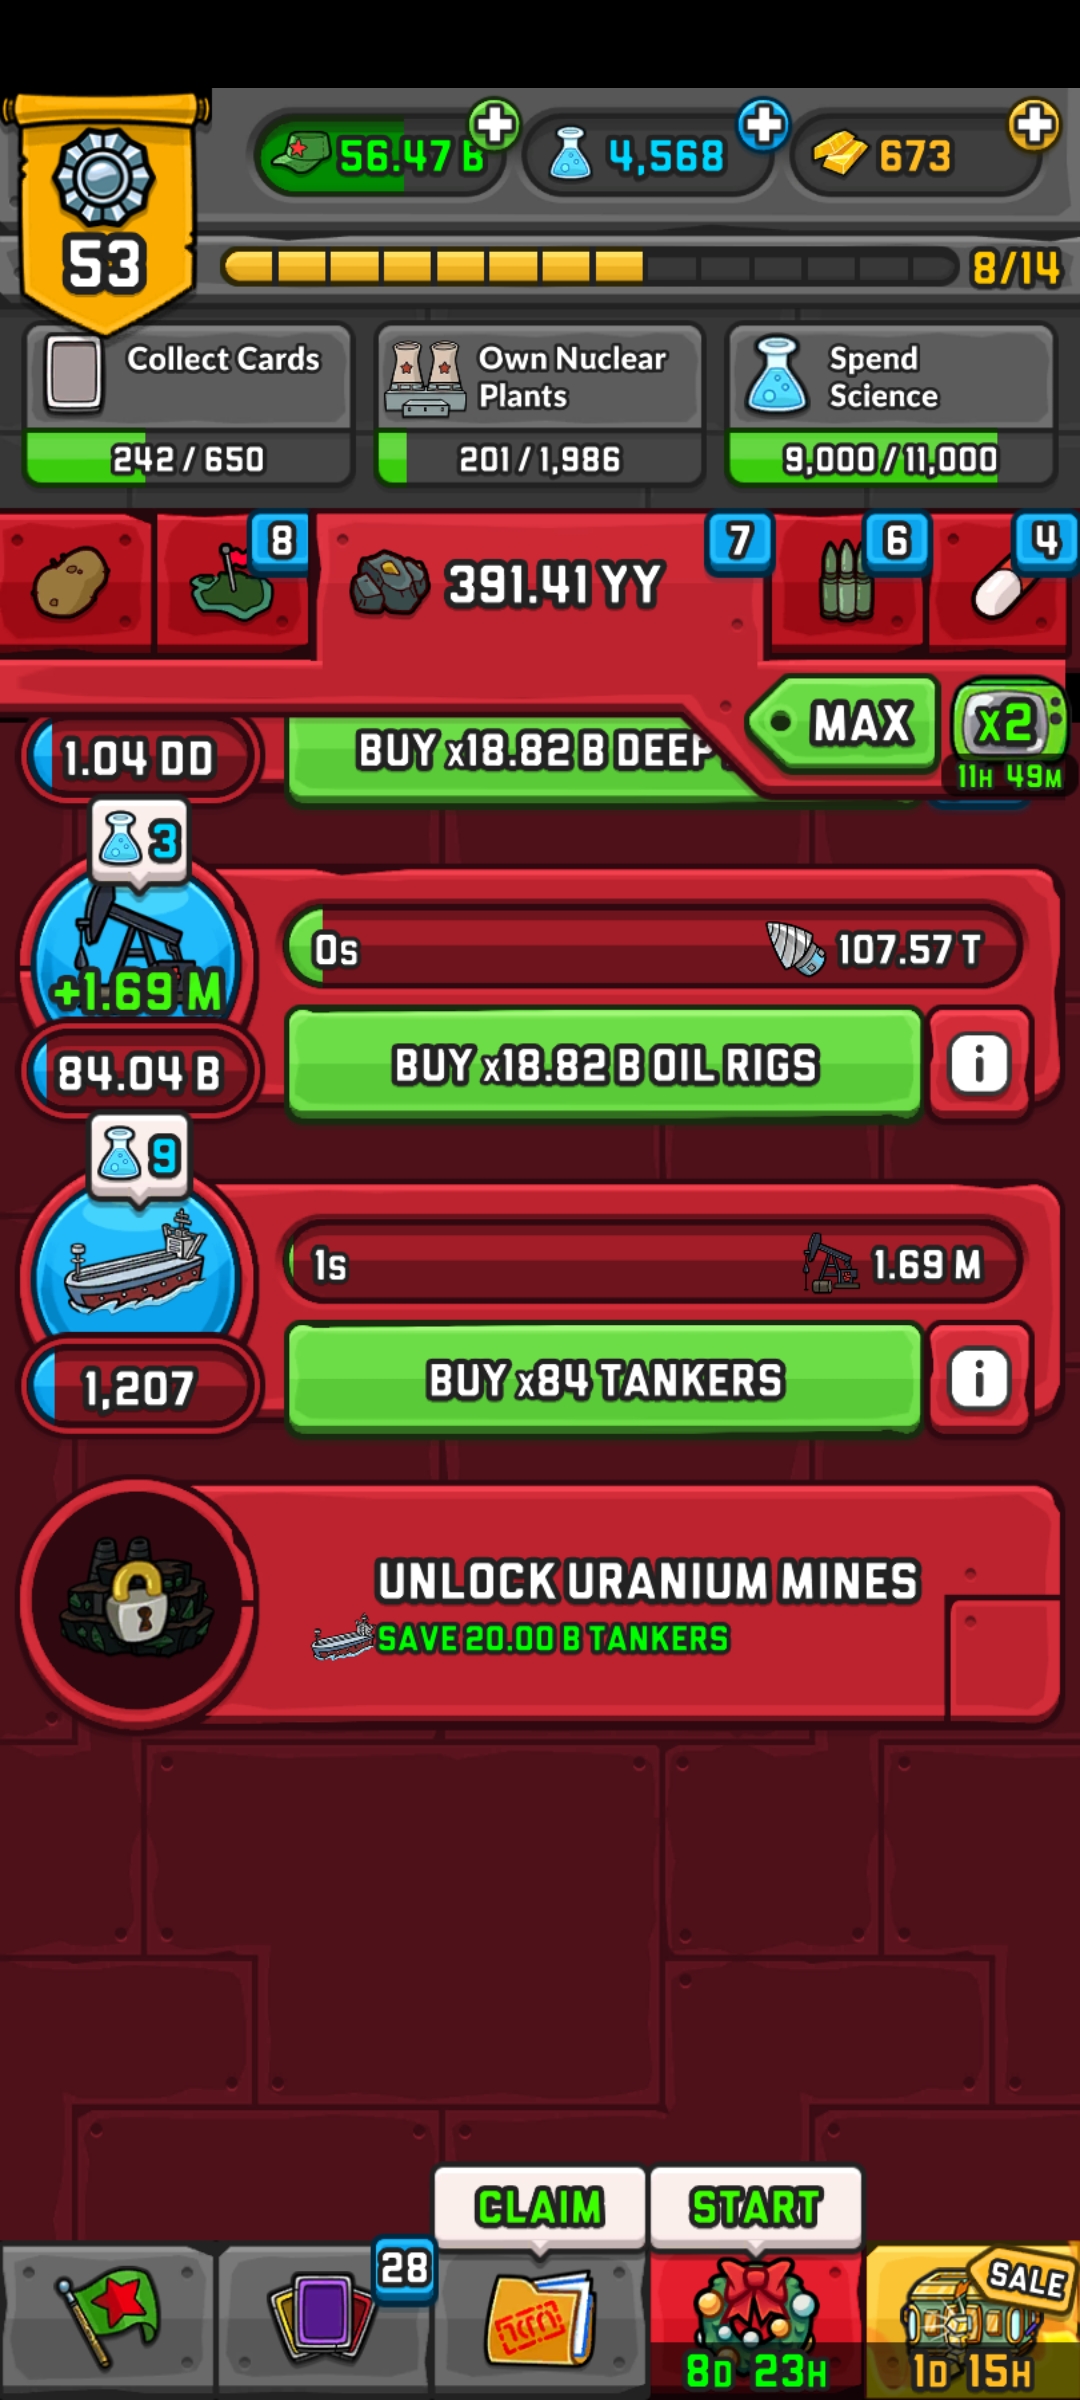 56.47 B
4,568
673
53
8/14
Collect Cards
242/650
Own Nuclear
Plants
201/1,986
Spend
Science
9,000/11,000
8
391.41 YY
7
6
4
MAX
x2
11H 49M
1.04 DD
BUY x18.82 B DEEP
3
+1.69 M
84.04 B
0s
107.57 T
BUY x18.82 B OIL RIGS
i
9
1,207
1s
1.69 M
BUY x84 TANKERS
i
UNLOCK URANIUM MINES
SAVE 20.00 B TANKERS
CLAIM
START
28
SALE
8D 23H
1D 15H